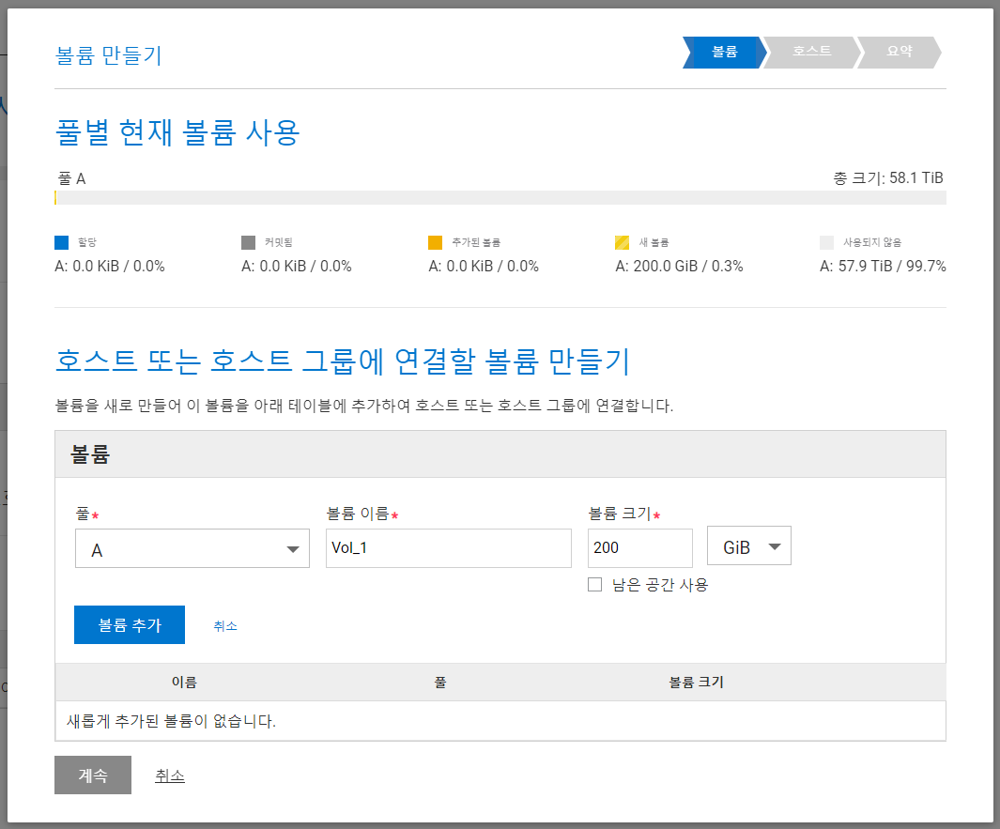 볼륨 만들기
볼륨 호스트 요약
풀별 현재 볼륨 사용
풀 A 총 크기: 58.1 TiB
할당 커밋됨 추가된 볼륨 새 볼륨 사용되지 않음
A: 0.0 KiB / 0.0% A: 0.0 KiB / 0.0% A: 0.0 KiB / 0.0% A: 200.0 GiB / 0.3% A: 57.9 TiB / 99.7%
호스트 또는 호스트 그룹에 연결할 볼륨 만들기
볼륨을 새로 만들어 이 볼륨을 아래 테이블에 추가하여 호스트 또는 호스트 그룹에 연결합니다.
볼륨
풀* 볼륨 이름* 볼륨 크기*
A Vol_1 200 GiB
남은 공간 사용
볼륨 추가 취소
이름 풀 볼륨 크기
새롭게 추가된 볼륨이 없습니다.
계속 취소